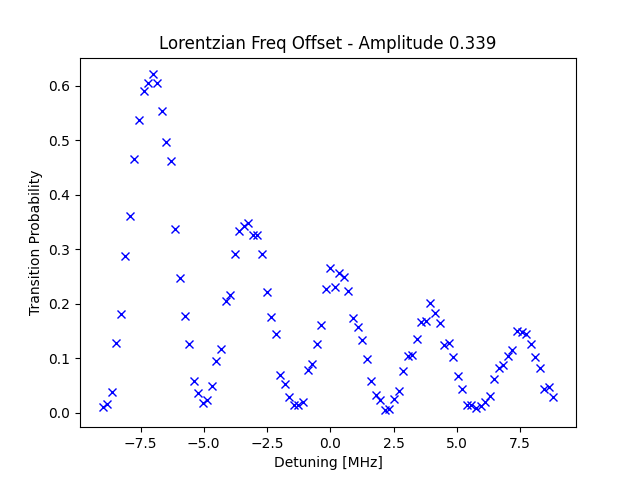 Lorentzian Freq Offset - Amplitude 0.339
Transition Probability
0.6
0.5
0.4
0.3
0.2
0.1
0.0
−7.5 −5.0 −2.5 0.0 2.5 5.0 7.5
Detuning [MHz]